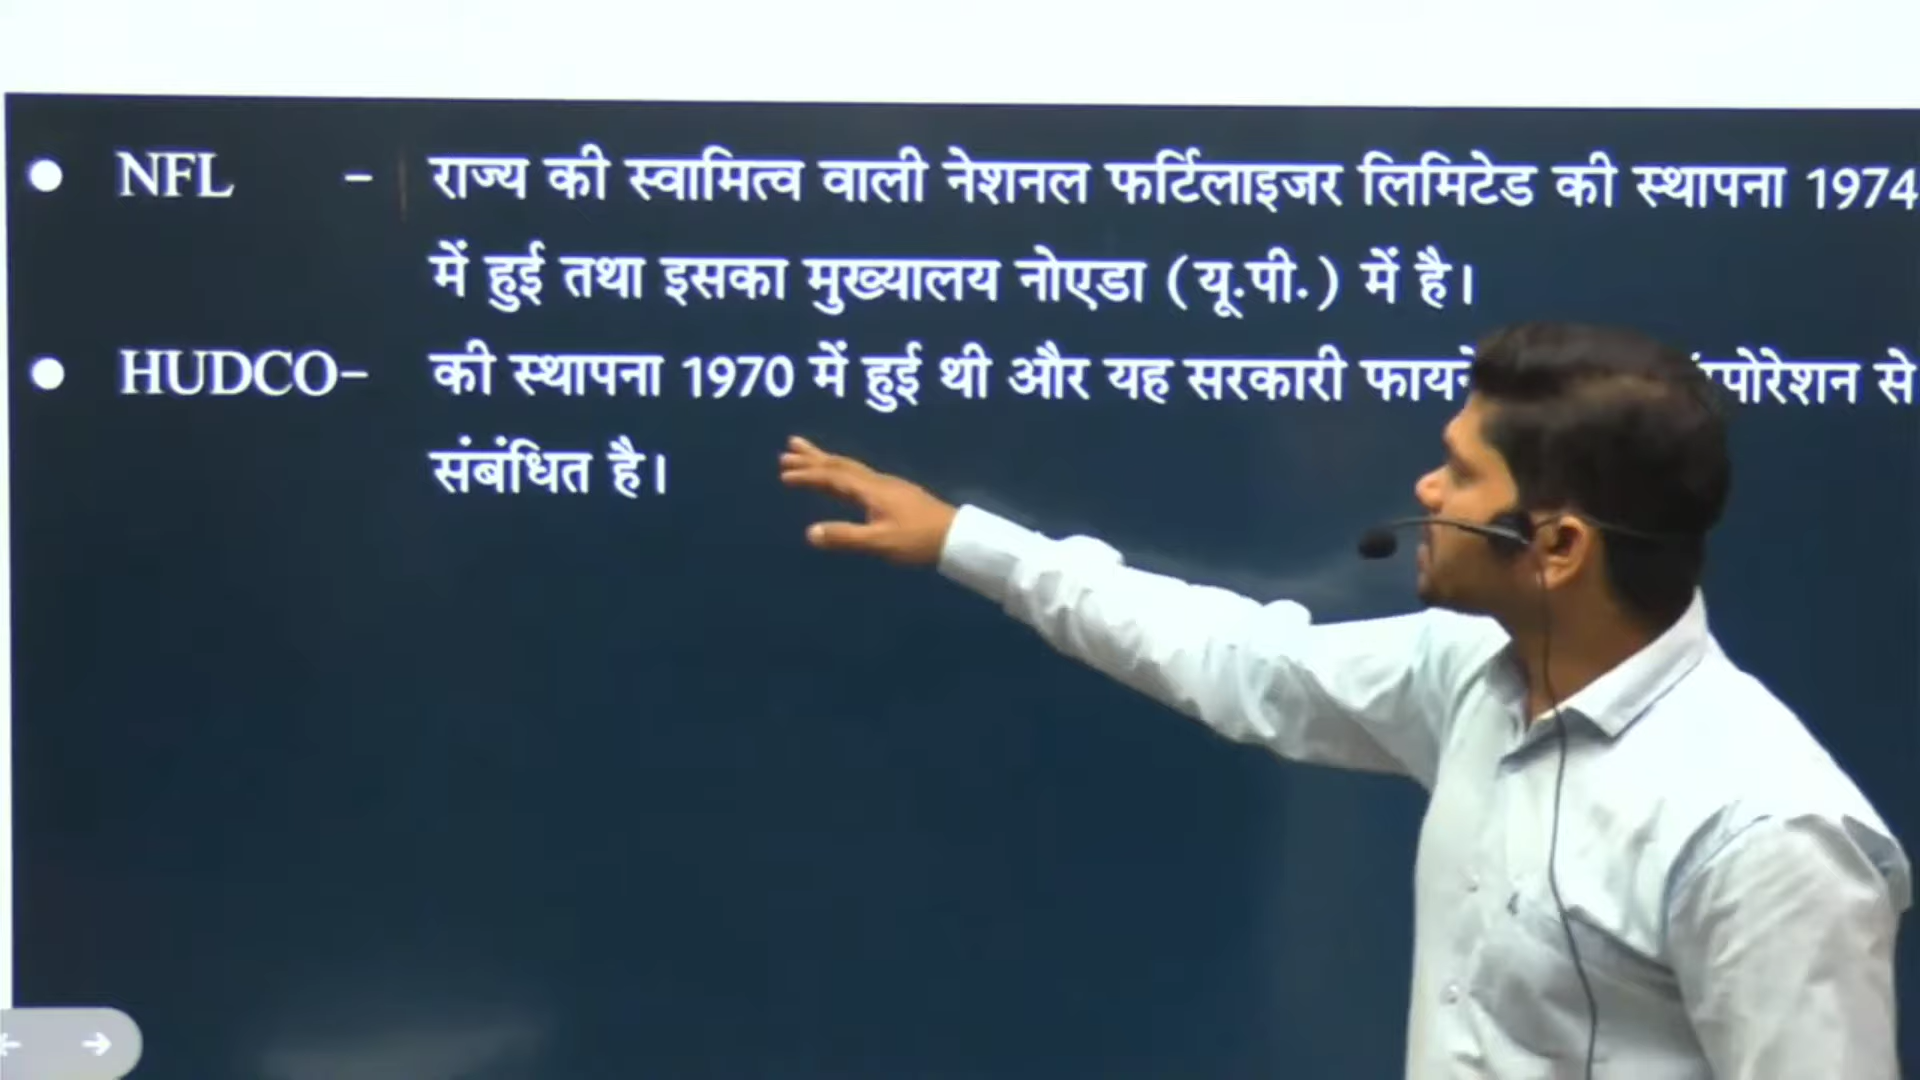 ● NFL - राज्य की स्वामित्व वाली नेशनल फर्टिलाइजर लिमिटेड की स्थापना 1974
में हुई तथा इसका मुख्यालय नोएडा (यू.पी.) में है।
● HUDCO- की स्थापना 1970 में हुई थी और यह सरकारी से
संबंधित है।